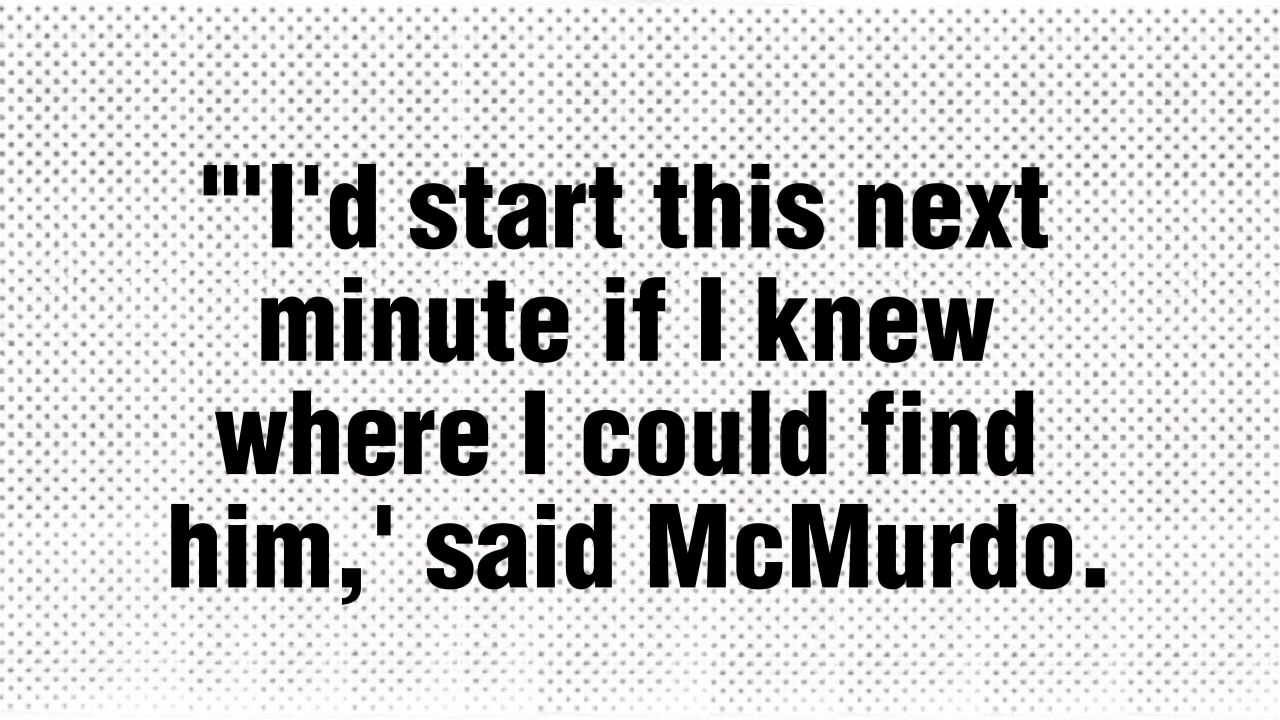 "'I'd start this next
minute if I knew
where I could find
him,' said McMurdo.